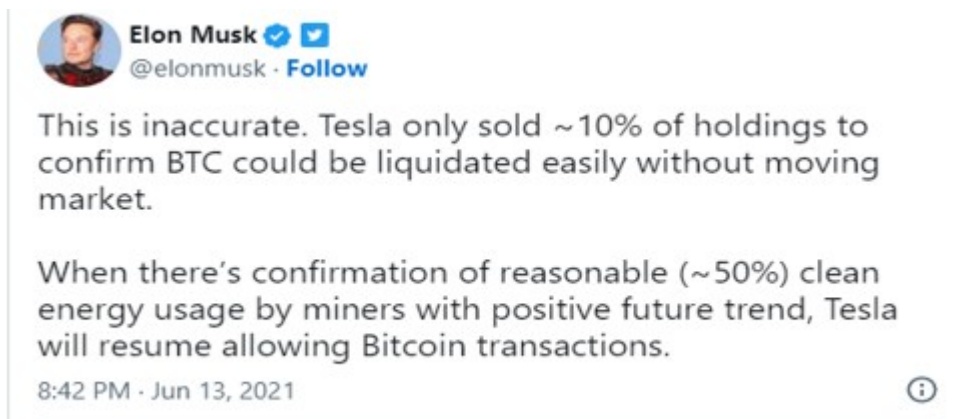 Elon Musk
@elonmusk · Follow
This is inaccurate. Tesla only sold ~10% of holdings to
confirm BTC could be liquidated easily without moving
market.
When there's confirmation of reasonable (~50%) clean
energy usage by miners with positive future trend, Tesla
will resume allowing Bitcoin transactions.
8:42 PM · Jun 13, 2021